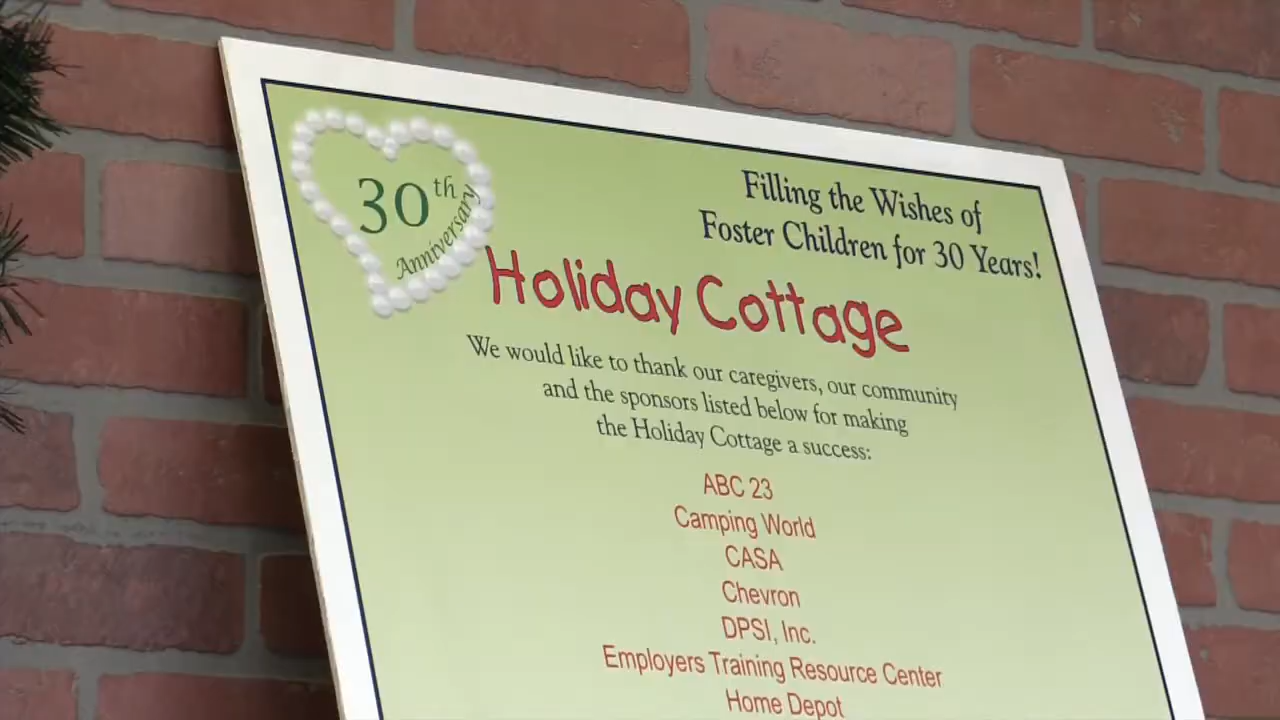 30th
Anniversary
Filling the Wishes of
Foster Children for 30 Years!
Holiday Cottage
We would like to thank our caregivers, our community
and the sponsors listed below for making
the Holiday Cottage a success:
ABC 23
Camping World
CASA
Chevron
DPSI, Inc.
Employers Training Resource Center
Home Depot